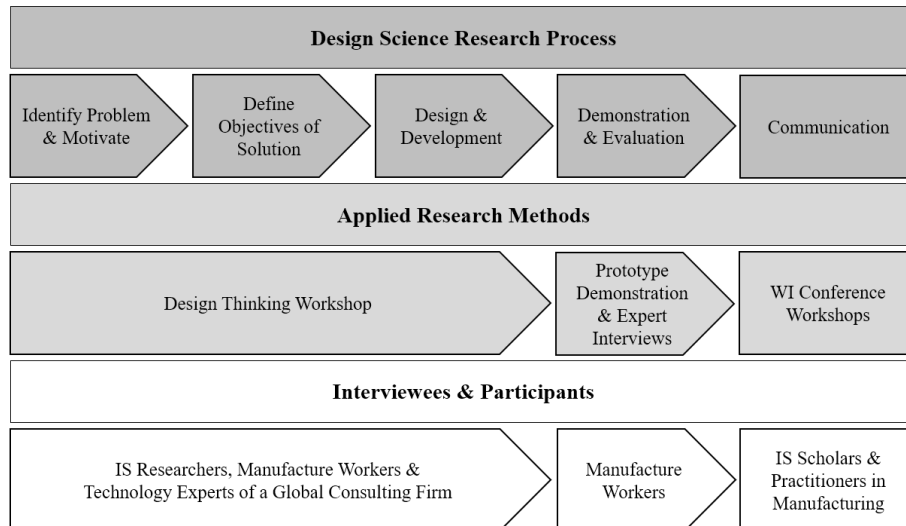 Design Science Research Process
Identify Problem
& Motivate
Define
Objectives of
Solution
Design &
Development
Demonstration
& Evaluation
Communication
Applied Research Methods
Design Thinking Workshop
Prototype
Demonstration
& Expert
Interviews
WI Conference
Workshops
Interviewees & Participants
IS Researchers, Manufacture Workers &
Technology Experts of a Global Consulting Firm
Manufacture
Workers
IS Scholars &
Practitioners in
Manufacturing